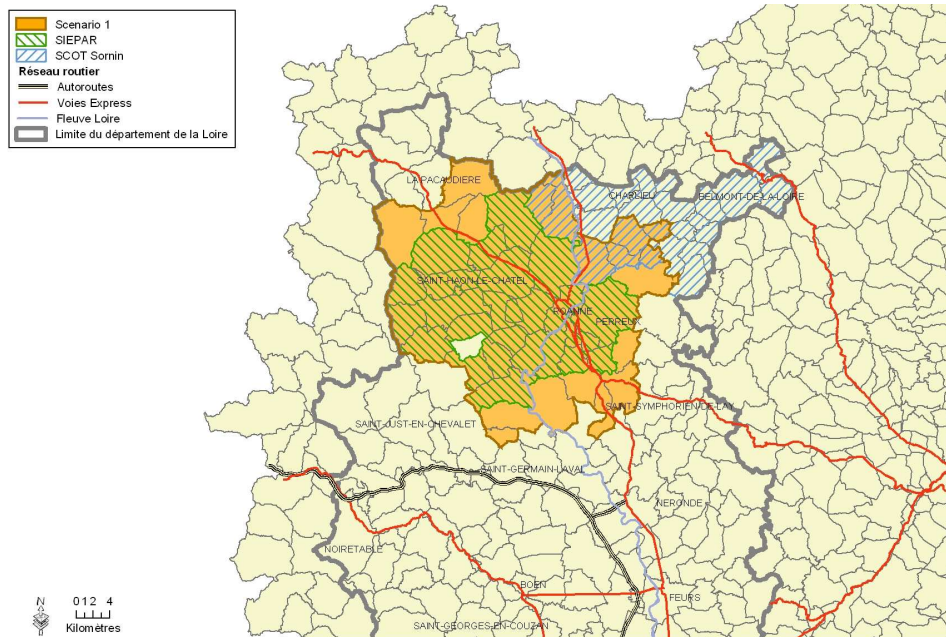 Scenario 1
SIEPAR
SCOT Sornin
Réseau routier
Autoroutes
Voies Express
Fleuve Loire
Limite du département de la Loire
LA PACAUDIERE
CHARLIEU
BELMONT-DE-LA-LOIRE
SAINT-HAON-LE-CHATEL
ROANNE
PERREUX
SAINT-SYMPHORIEN-DE-LAY
SAINT-JUST-EN-CHEVALET
SAINT-GERMAIN-LAVAL
NERONDE
NOIRETABLE
BOEN
FEURS
SAINT-GEORGES-EN-COUZAN
N
0 1 2 4
Kilomètres